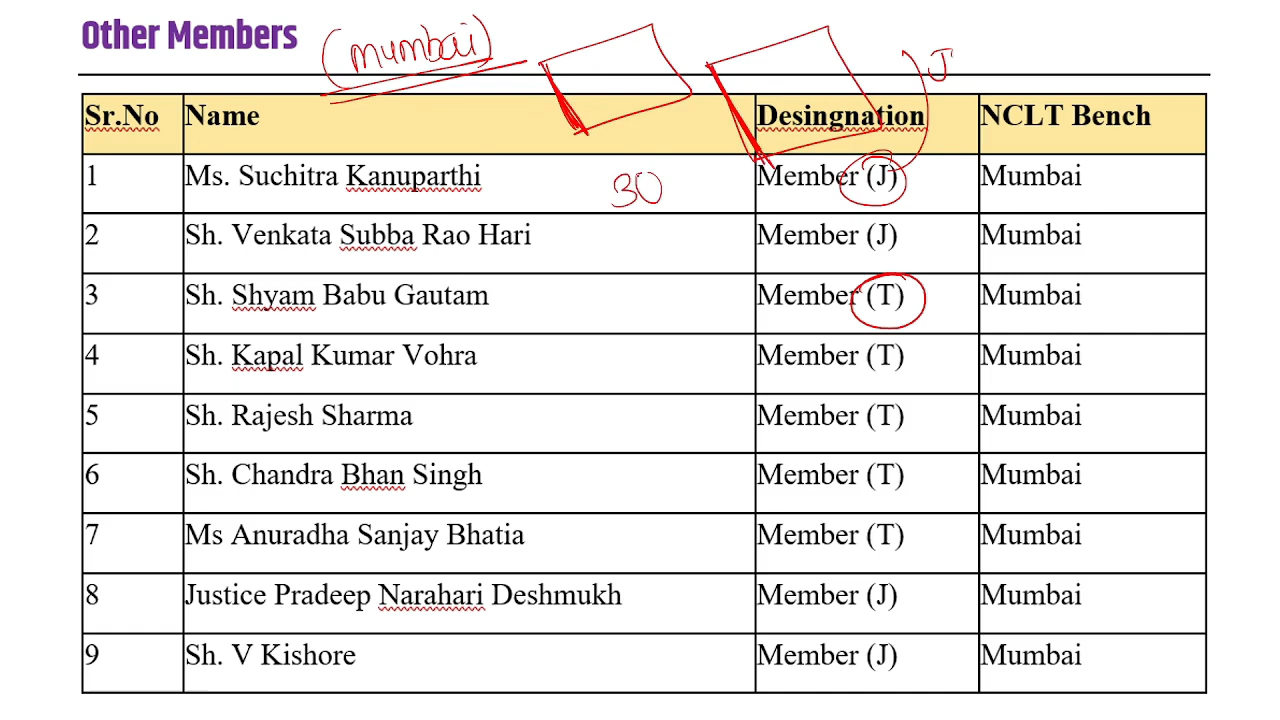 Other Members
(mumbai)
J
Sr.No Name Desingnation NCLT Bench
1 Ms. Suchitra Kanuparthi 30 Member (J) Mumbai
2 Sh. Venkata Subba Rao Hari Member (J) Mumbai
3 Sh. Shyam Babu Gautam Member (T) Mumbai
4 Sh. Kapal Kumar Vohra Member (T) Mumbai
5 Sh. Rajesh Sharma Member (T) Mumbai
6 Sh. Chandra Bhan Singh Member (T) Mumbai
7 Ms Anuradha Sanjay Bhatia Member (T) Mumbai
8 Justice Pradeep Narahari Deshmukh Member (J) Mumbai
9 Sh. V Kishore Member (J) Mumbai